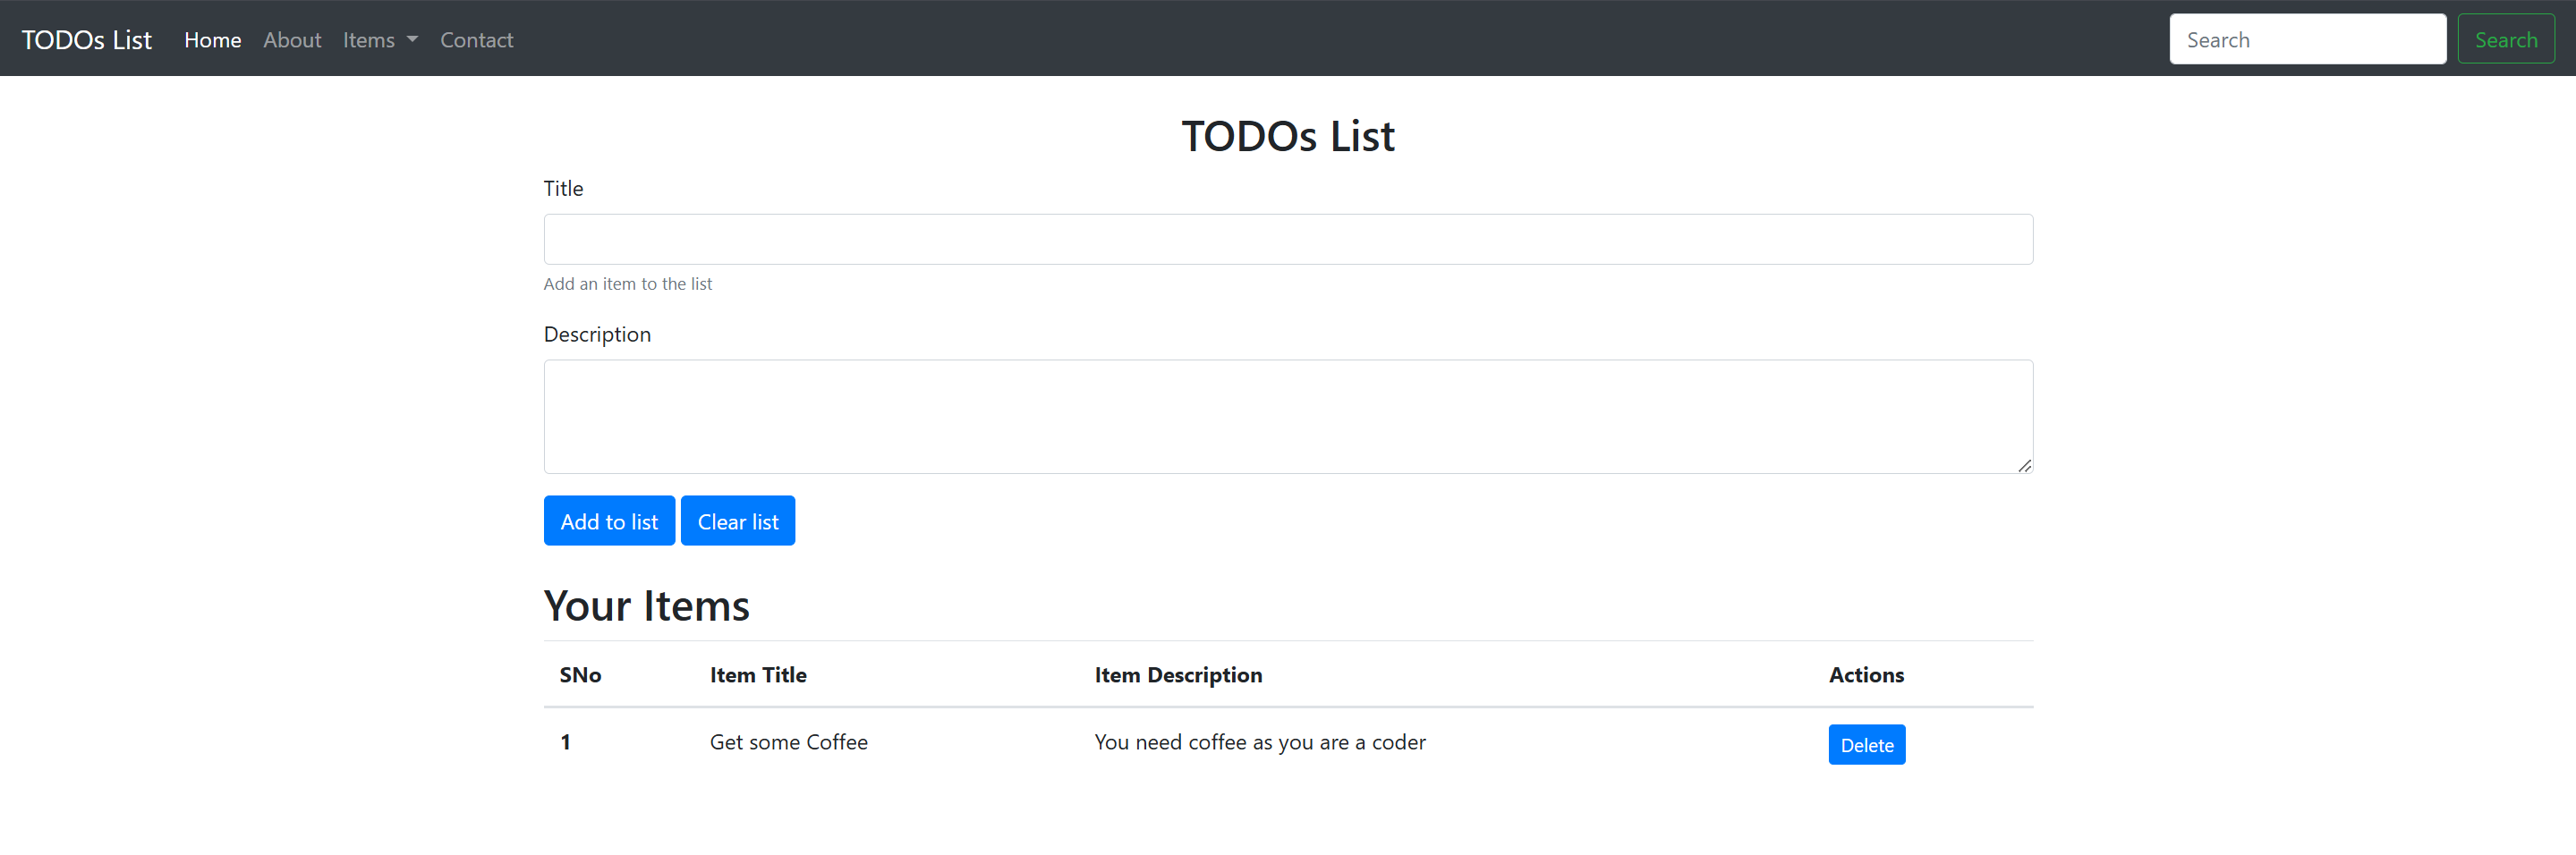 TODOs List Home About Items Contact Search Search
TODOs List
Title
Add an item to the list
Description
Add to list Clear list
Your Items
SNo Item Title Item Description Actions
1 Get some Coffee You need coffee as you are a coder Delete